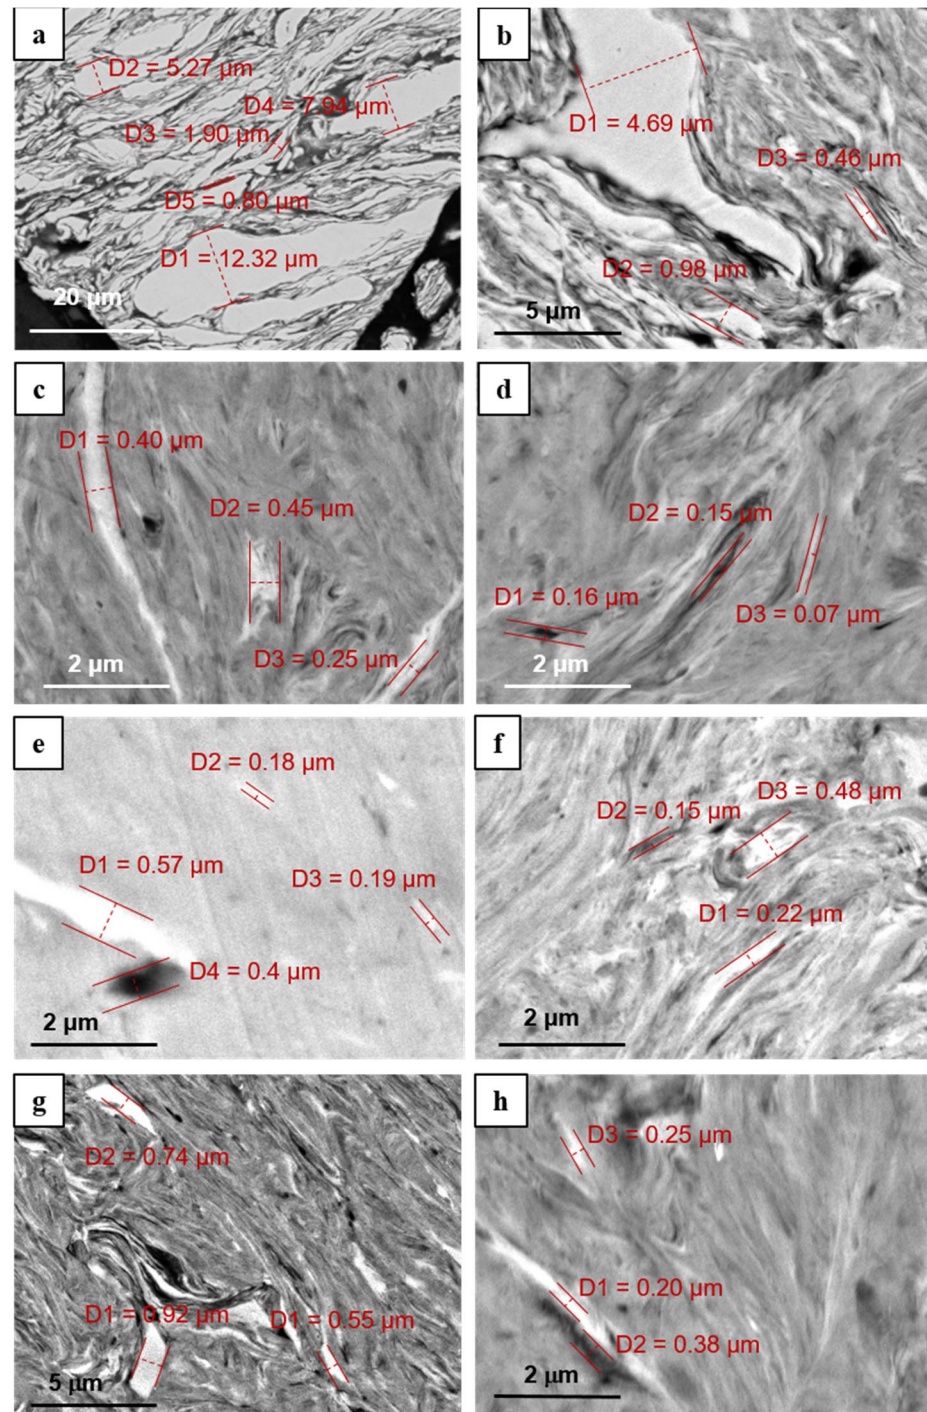 a
D2 = 5.27 µm
D4 = 7.94 µm
D3 = 1.90 µm
D5 = 0.80 µm
D1 = 12.32 µm
20 µm
b
D1 = 4.69 µm
D3 = 0.46 µm
D2 = 0.98 µm
5 µm
c
D1 = 0.40 µm
D2 = 0.45 µm
D3 = 0.25 µm
2 µm
d
D2 = 0.15 µm
D1 = 0.16 µm
D3 = 0.07 µm
2 µm
e
D2 = 0.18 µm
D1 = 0.57 µm
D3 = 0.19 µm
D4 = 0.4 µm
2 µm
f
D3 = 0.48 µm
D2 = 0.15 µm
D1 = 0.22 µm
2 µm
g
D2 = 0.74 µm
D1 = 0.92 µm
D1 = 0.55 µm
5 µm
h
D3 = 0.25 µm
D1 = 0.20 µm
D2 = 0.38 µm
2 µm